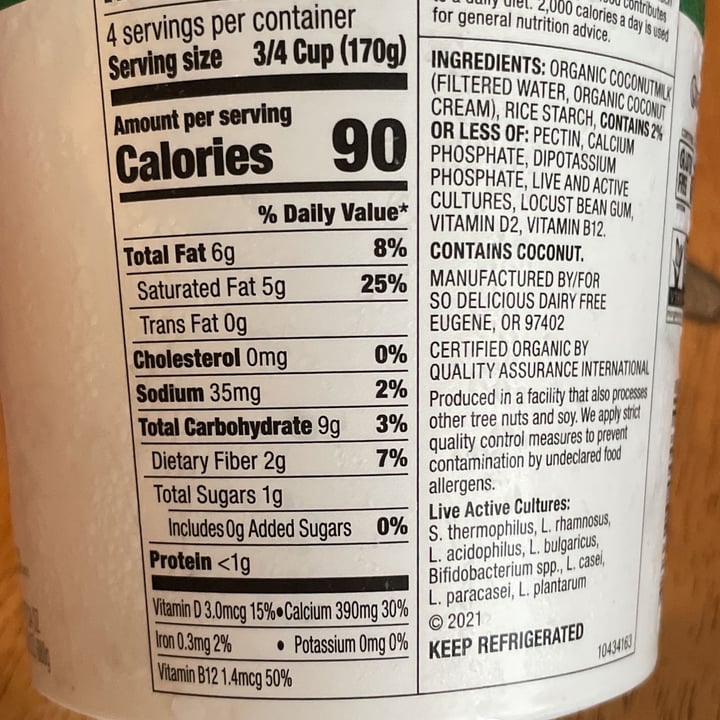 4 servings per container
Serving size 3/4 Cup (170g)
Amount per serving
Calories 90
% Daily Value*
Total Fat 6g 8%
Saturated Fat 5g 25%
Trans Fat 0g
Cholesterol 0mg 0%
Sodium 35mg 2%
Total Carbohydrate 9g 3%
Dietary Fiber 2g 7%
Total Sugars 1g
Includes 0g Added Sugars 0%
Protein <1g
Vitamin D 3.0mcg 15% • Calcium 390mg 30%
Iron 0.3mg 2% • Potassium 0mg 0%
Vitamin B12 1.4mcg 50%
contributes
diet. 2,000 calories a day is used
for general nutrition advice.
INGREDIENTS: ORGANIC COCONUTMILK
(FILTERED WATER, ORGANIC COCONUT
CREAM), RICE STARCH, CONTAINS 2%
OR LESS OF: PECTIN, CALCIUM
PHOSPHATE, DIPOTASSIUM
PHOSPHATE, LIVE AND ACTIVE
CULTURES, LOCUST BEAN GUM,
VITAMIN D2, VITAMIN B12.
CONTAINS COCONUT.
MANUFACTURED BY/FOR
SO DELICIOUS DAIRY FREE
EUGENE, OR 97402
CERTIFIED ORGANIC BY
QUALITY ASSURANCE INTERNATIONAL
Produced in a facility that also processes
other tree nuts and soy. We apply strict
quality control measures to prevent
contamination by undeclared food
allergens.
Live Active Cultures:
S. thermophilus, L. rhamnosus,
L. acidophilus, L. bulgaricus,
Bifidobacterium spp., L. casei,
L. paracasei, L. plantarum
© 2021
KEEP REFRIGERATED
10434163